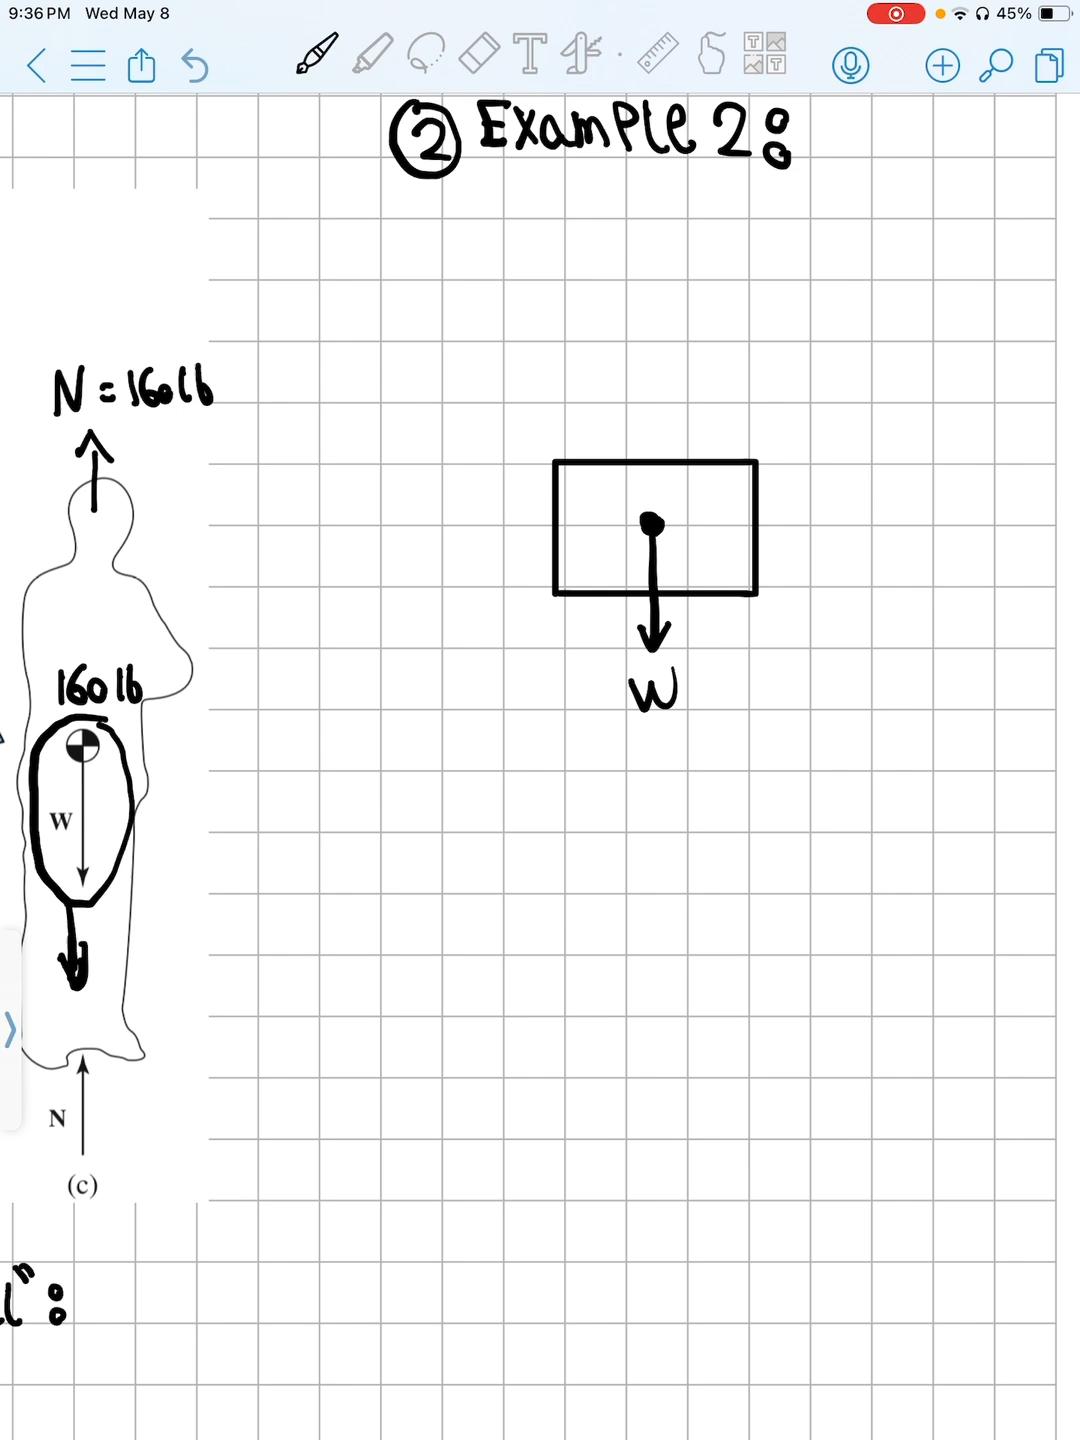 9:36 PM Wed May 8
45%
② Example 2:
N = 160 lb
160 lb
W
W
N
(c)
":